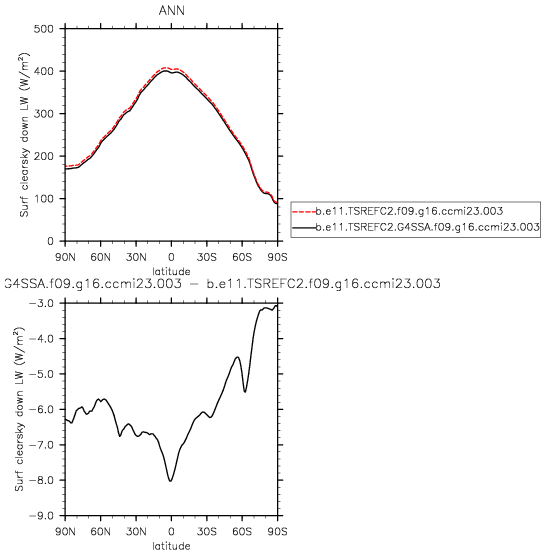 ANN
500
400
300
200
100
0
Surf clearsky down LW (W/m²)
90N 60N 30N 0 30S 60S 90S
latitude
b.e11.TSREFC2.f09.g16.ccmi23.003
b.e11.TSREFC2.G4SSA.f09.g16.ccmi23.003
G4SSA.f09.g16.ccmi23.003 − b.e11.TSREFC2.f09.g16.ccmi23.003
−3.0
−4.0
−5.0
−6.0
−7.0
−8.0
−9.0
Surf clearsky down LW (W/m²)
90N 60N 30N 0 30S 60S 90S
latitude